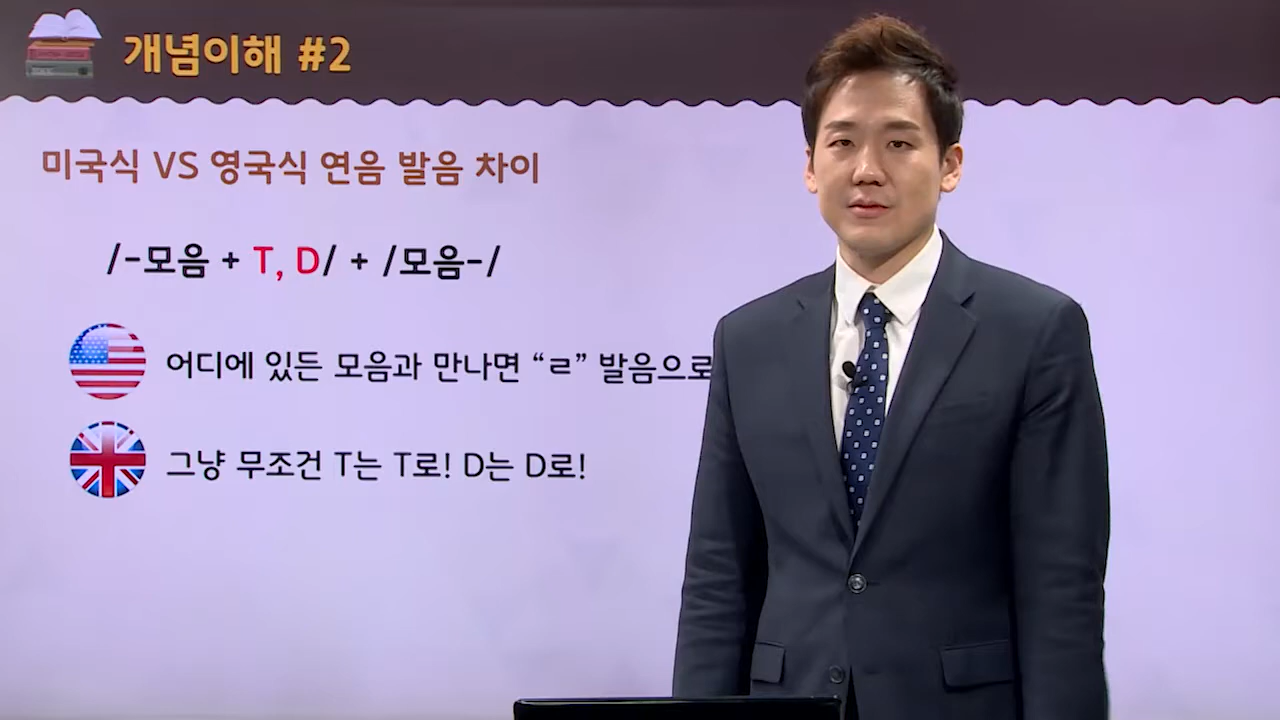 개념이해 #2
미국식 VS 영국식 연음 발음 차이
/-모음 + T, D/ + /모음-/
어디에 있든 모음과 만나면 “ㄹ” 발음으로
그냥 무조건 T는 T로! D는 D로!